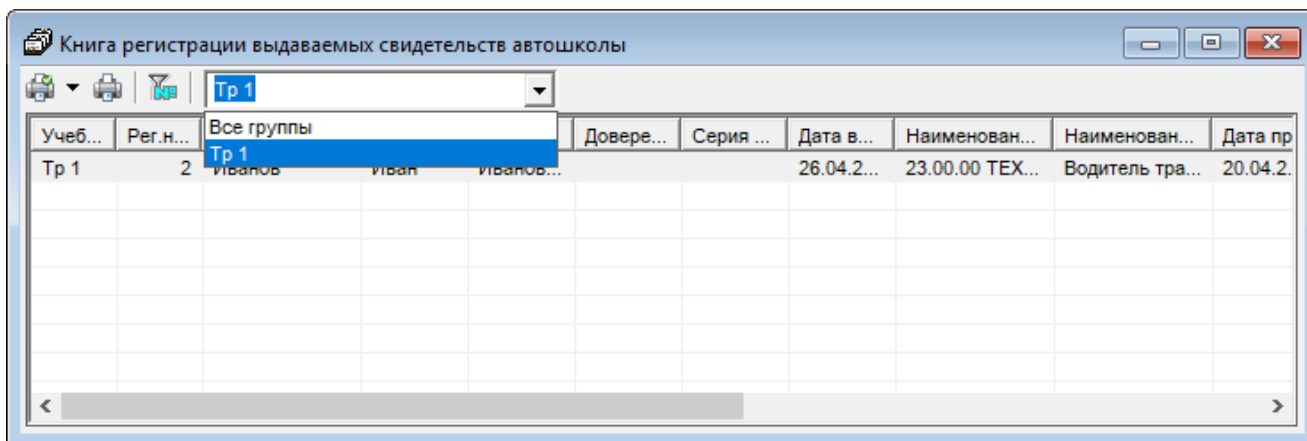 Книга регистрации выдаваемых свидетельств автошколы
№
Тр 1
Все группы
Тр 1
Учеб... Рег.н... Довере... Серия ... Дата в... Наименован... Наименован... Дата пр
Тр 1 2 Иванов Иван Иванов... 26.04.2... 23.00.00 ТЕХ... Водитель тра... 20.04.2.